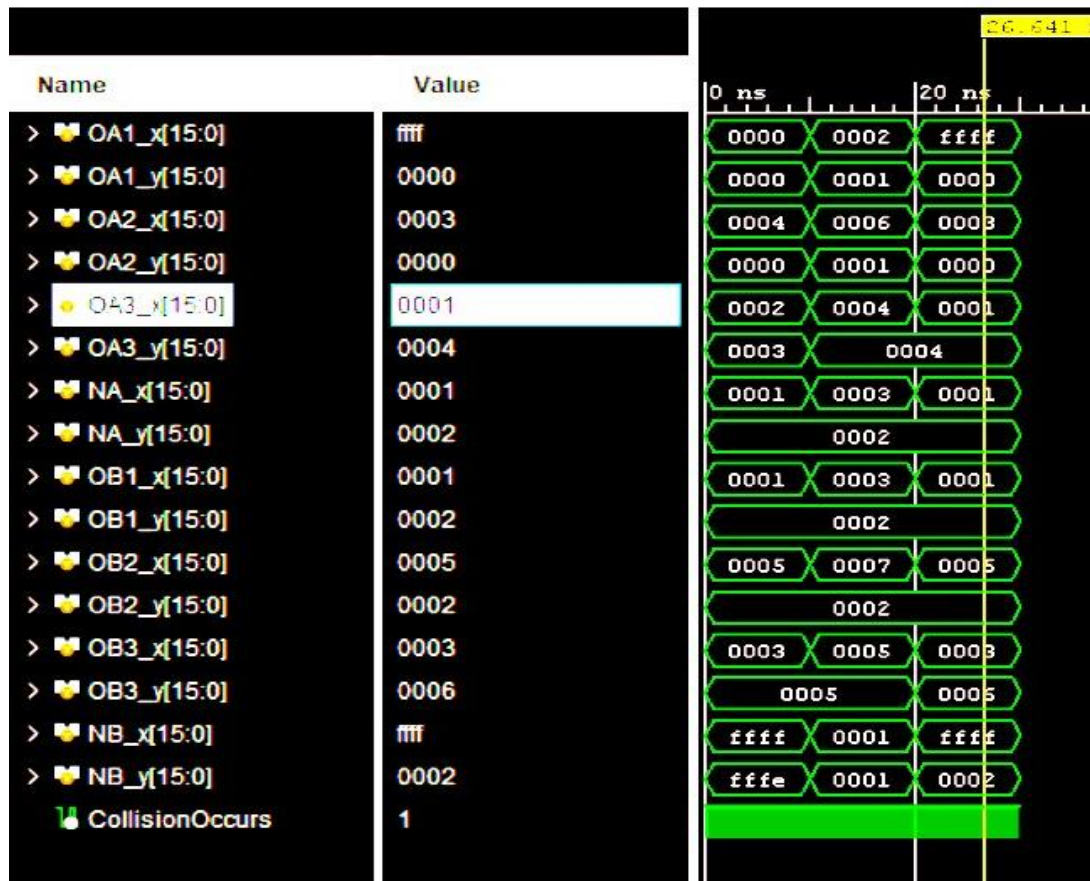 26.641
Name Value 0 ns 20 ns
OA1_x[15:0] ffff 0000 0002 ffff
OA1_y[15:0] 0000 0000 0001 0000
OA2_x[15:0] 0003 0004 0006 0003
OA2_y[15:0] 0000 0000 0001 0000
OA3_x[15:0] 0001 0002 0004 0001
OA3_y[15:0] 0004 0003 0004
NA_x[15:0] 0001 0001 0003 0001
NA_y[15:0] 0002 0002
OB1_x[15:0] 0001 0001 0003 0001
OB1_y[15:0] 0002 0002
OB2_x[15:0] 0005 0005 0007 0005
OB2_y[15:0] 0002 0002
OB3_x[15:0] 0003 0003 0005 0003
OB3_y[15:0] 0006 0005 0006
NB_x[15:0] ffff ffff 0001 ffff
NB_y[15:0] 0002 fffe 0001 0002
CollisionOccurs 1